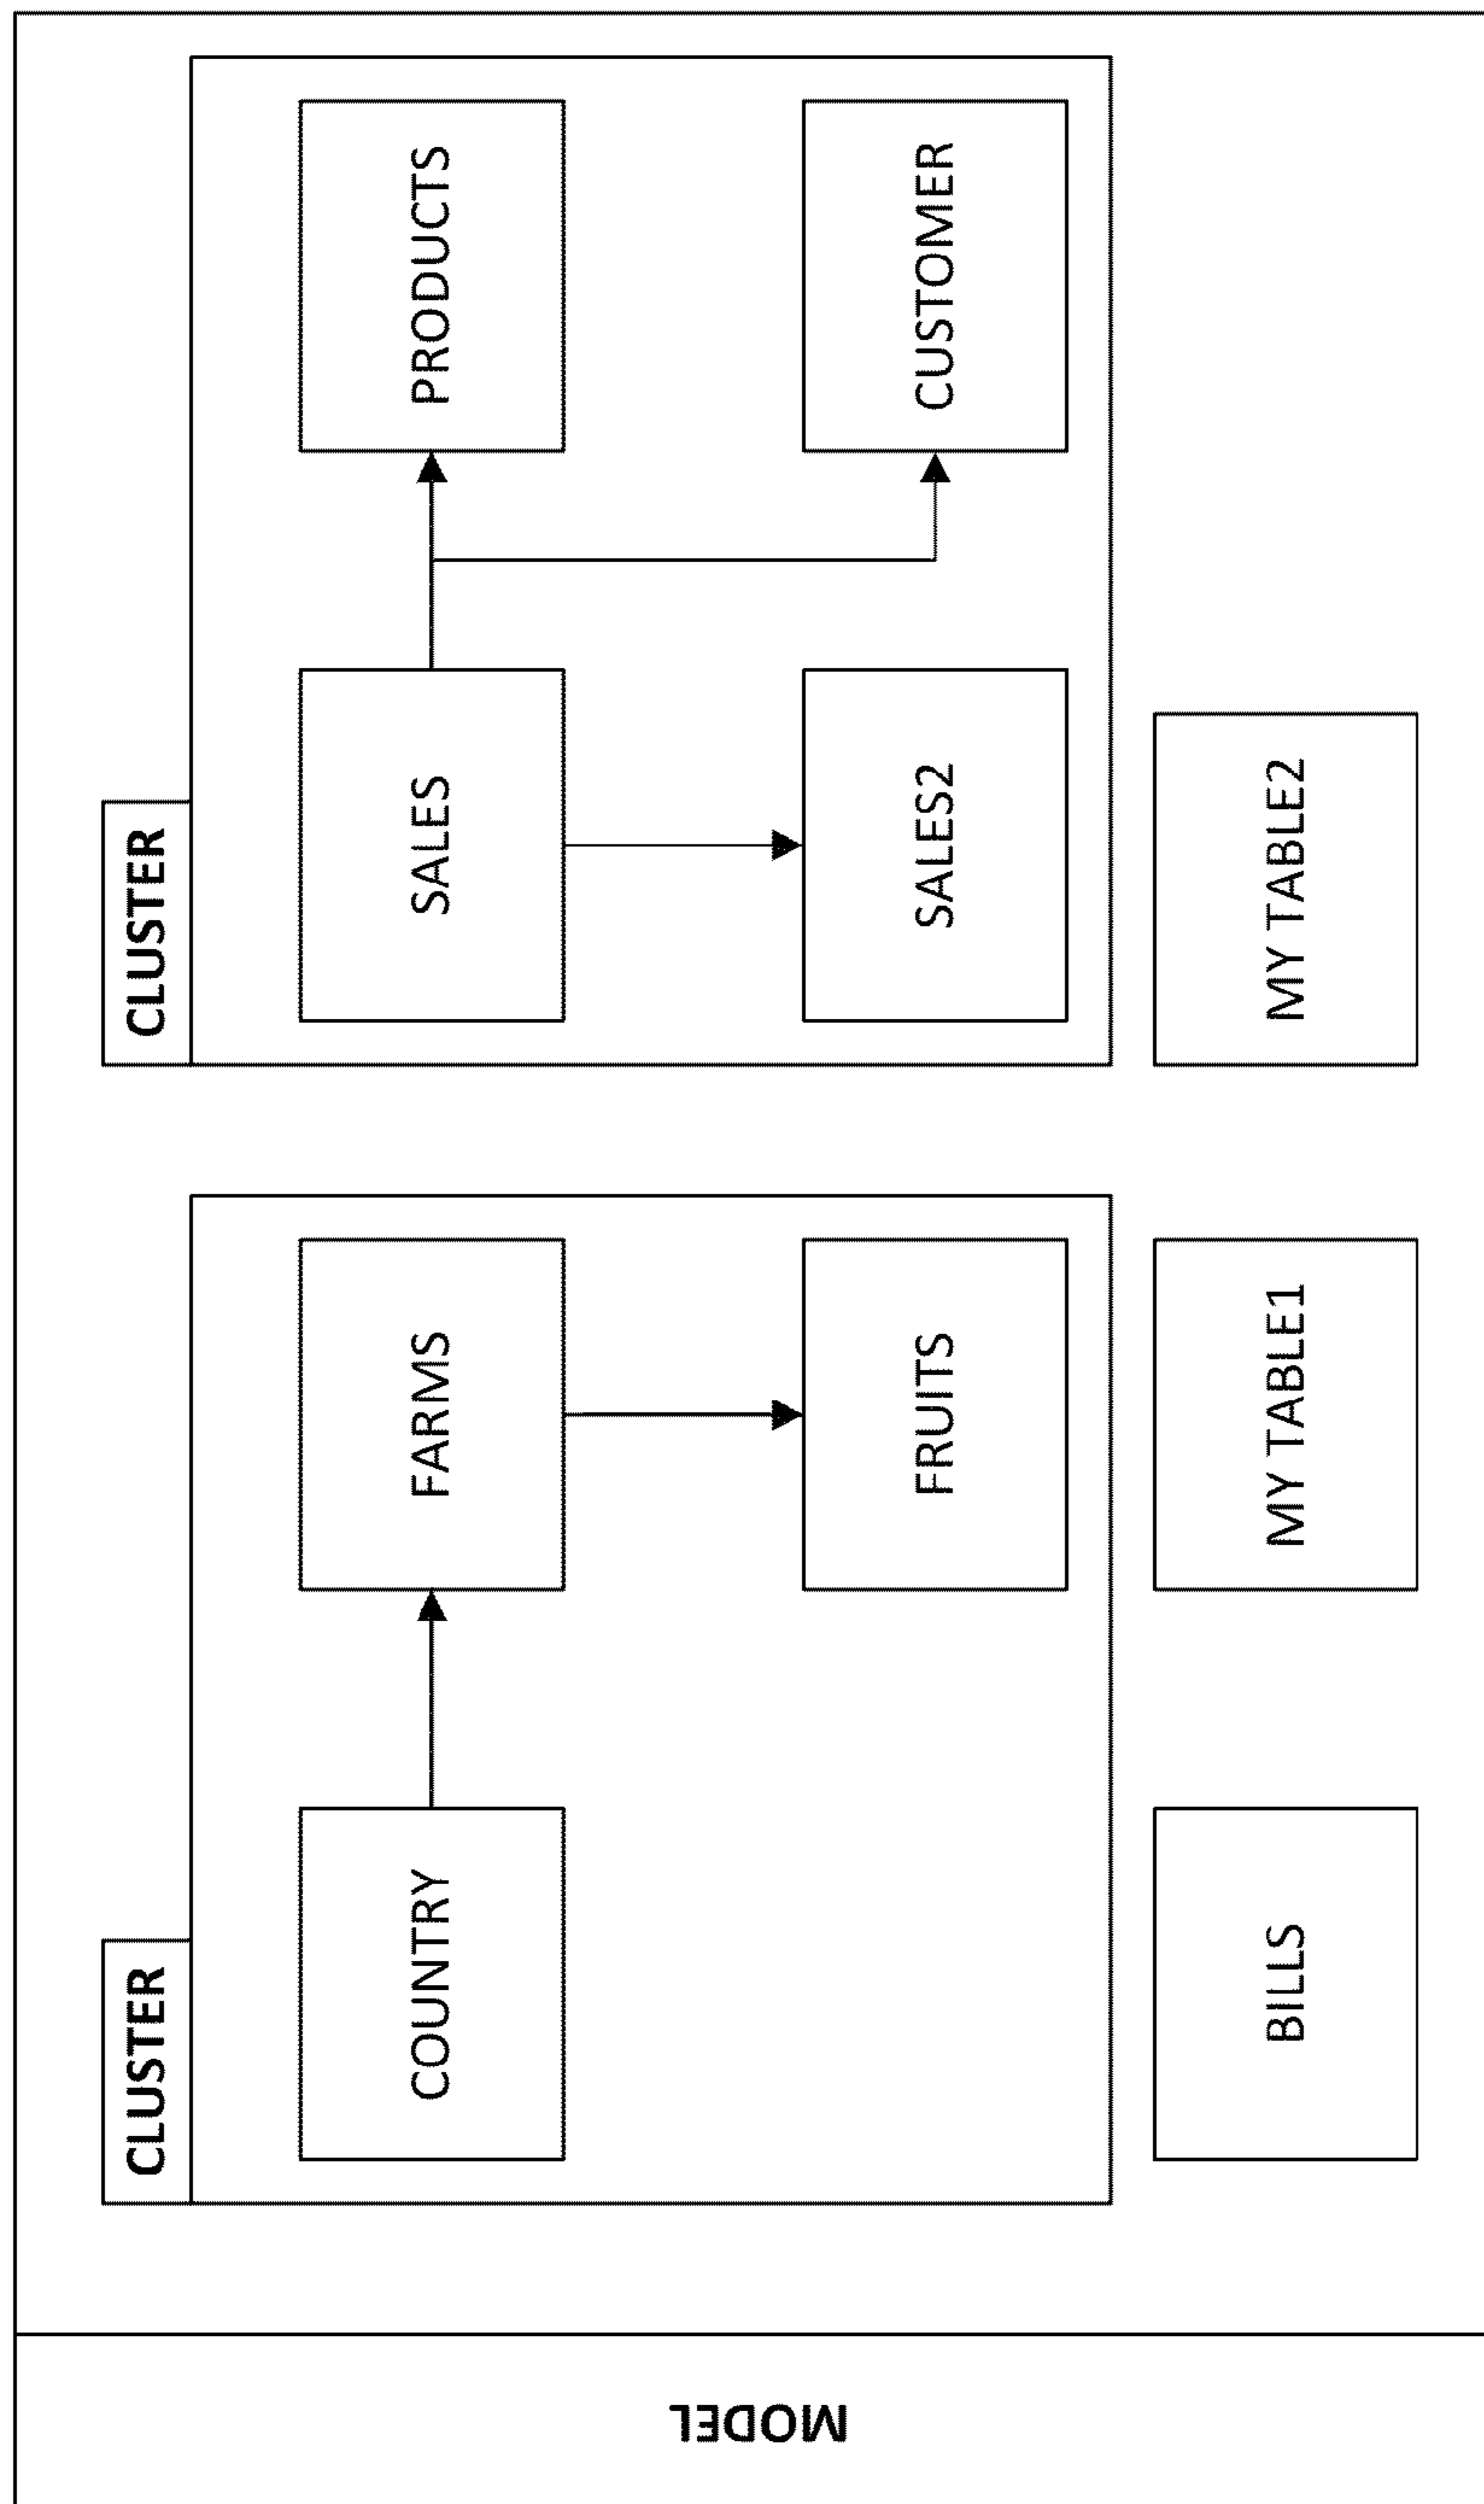 MODEL
CLUSTER
COUNTRY
FARMS
FRUITS
CLUSTER
SALES
PRODUCTS
SALES2
CUSTOMER
BILLS
MY TABLE1
MY TABLE2